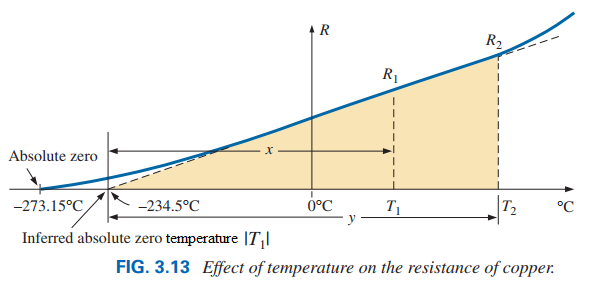 R
R2
R1
Absolute zero
x
–273.15°C –234.5°C 0°C T1 T2 °C
y
Inferred absolute zero temperature |T1|
FIG. 3.13 Effect of temperature on the resistance of copper.